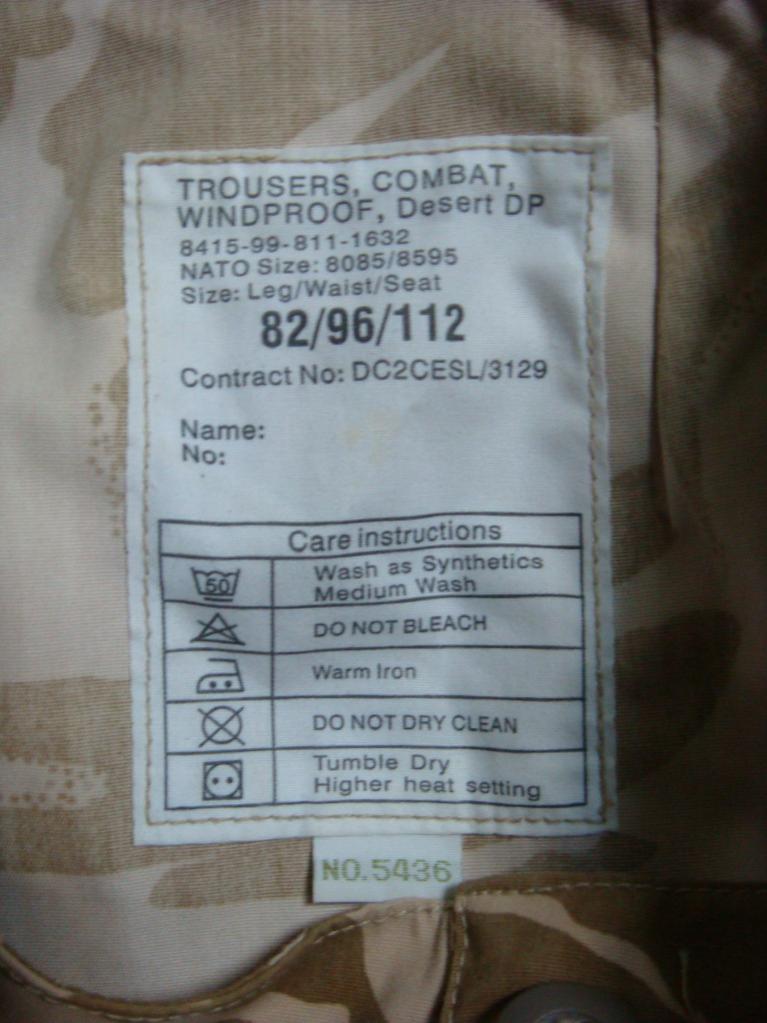 TROUSERS, COMBAT,
WINDPROOF, Desert DP
8415-99-811-1632
NATO Size: 8085/8595
Size: Leg/Waist/Seat
82/96/112
Contract No: DC2CESL/3129
Name:
No:
Care instructions
50
Wash as Synthetics
Medium Wash
DO NOT BLEACH
Warm Iron
DO NOT DRY CLEAN
Tumble Dry
Higher heat setting
NO.5436